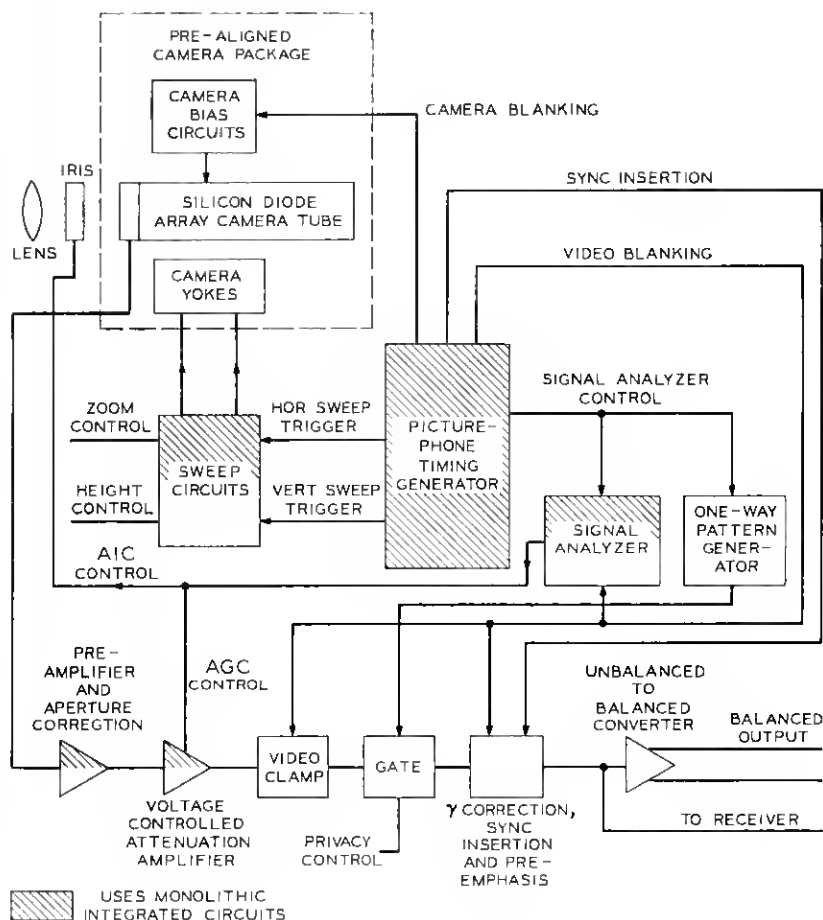 PRE-ALIGNED
CAMERA PACKAGE
CAMERA
BIAS
CIRCUITS
CAMERA BLANKING
SYNC INSERTION
IRIS
SILICON DIODE
ARRAY CAMERA TUBE
VIDEO BLANKING
LENS
CAMERA
YOKES
SIGNAL ANALYZER
CONTROL
ZOOM
CONTROL
HOR SWEEP
TRIGGER
PICTURE-
PHONE
TIMING
GENERATOR
SWEEP
CIRCUITS
HEIGHT
CONTROL
VERT SWEEP
TRIGGER
SIGNAL
ANALYZER
ONE-WAY
PATTERN
GENER-
ATOR
AIC
CONTROL
PRE-
AMPLIFIER
AND
APERTURE
CORREGTION
AGC
CONTROL
UNBALANCED
TO
BALANCED
CONVERTER
BALANCED
OUTPUT
VIDEO
CLAMP
GATE
VOLTAGE
CONTROLLED
ATTENUATION
AMPLIFIER
PRIVACY
CONTROL
γ CORRECTION,
SYNC
INSERTION
AND PRE-
EMPHASIS
TO RECEIVER
USES MONOLITHIC
INTEGRATED CIRCUITS